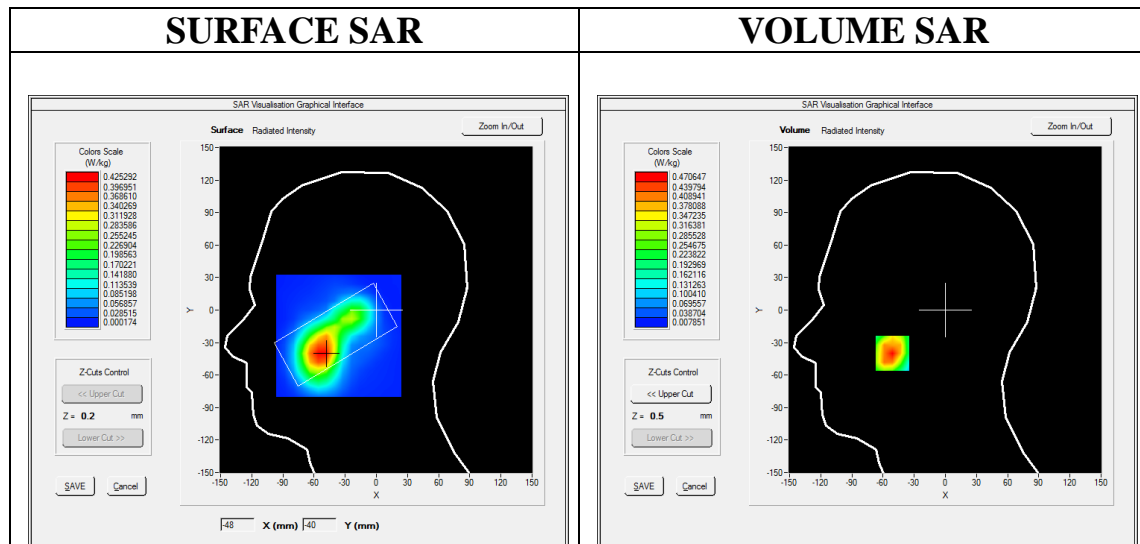 SURFACE SAR
VOLUME SAR
SAR Visualisation Graphical Interface
Surface Radiated Intensity
Zoom In/Out
Colors Scale
(W/kg)
0.425292
0.396951
0.368610
0.340269
0.311928
0.283586
0.255245
0.226904
0.198563
0.170221
0.141880
0.113539
0.085198
0.056857
0.028515
0.000174
Z-Cuts Control
<< Upper Cut
Z = 0.2 mm
Lower Cut >>
SAVE Cancel
150
120
90
60
30
0
-30
-60
-90
-120
-150
Y
-150 -120 -90 -60 -30 0 30 60 90 120 150
X
-48 X (mm) -40 Y (mm)
SAR Visualisation Graphical Interface
Volume Radiated Intensity
Zoom In/Out
Colors Scale
(W/kg)
0.470647
0.439794
0.408941
0.378088
0.347235
0.316381
0.285528
0.254675
0.223822
0.192969
0.162116
0.131263
0.100410
0.069557
0.038704
0.007851
Z-Cuts Control
<< Upper Cut
Z = 0.5 mm
Lower Cut >>
SAVE Cancel
150
120
90
60
30
0
-30
-60
-90
-120
-150
Y
-150 -120 -90 -60 -30 0 30 60 90 120 150
X